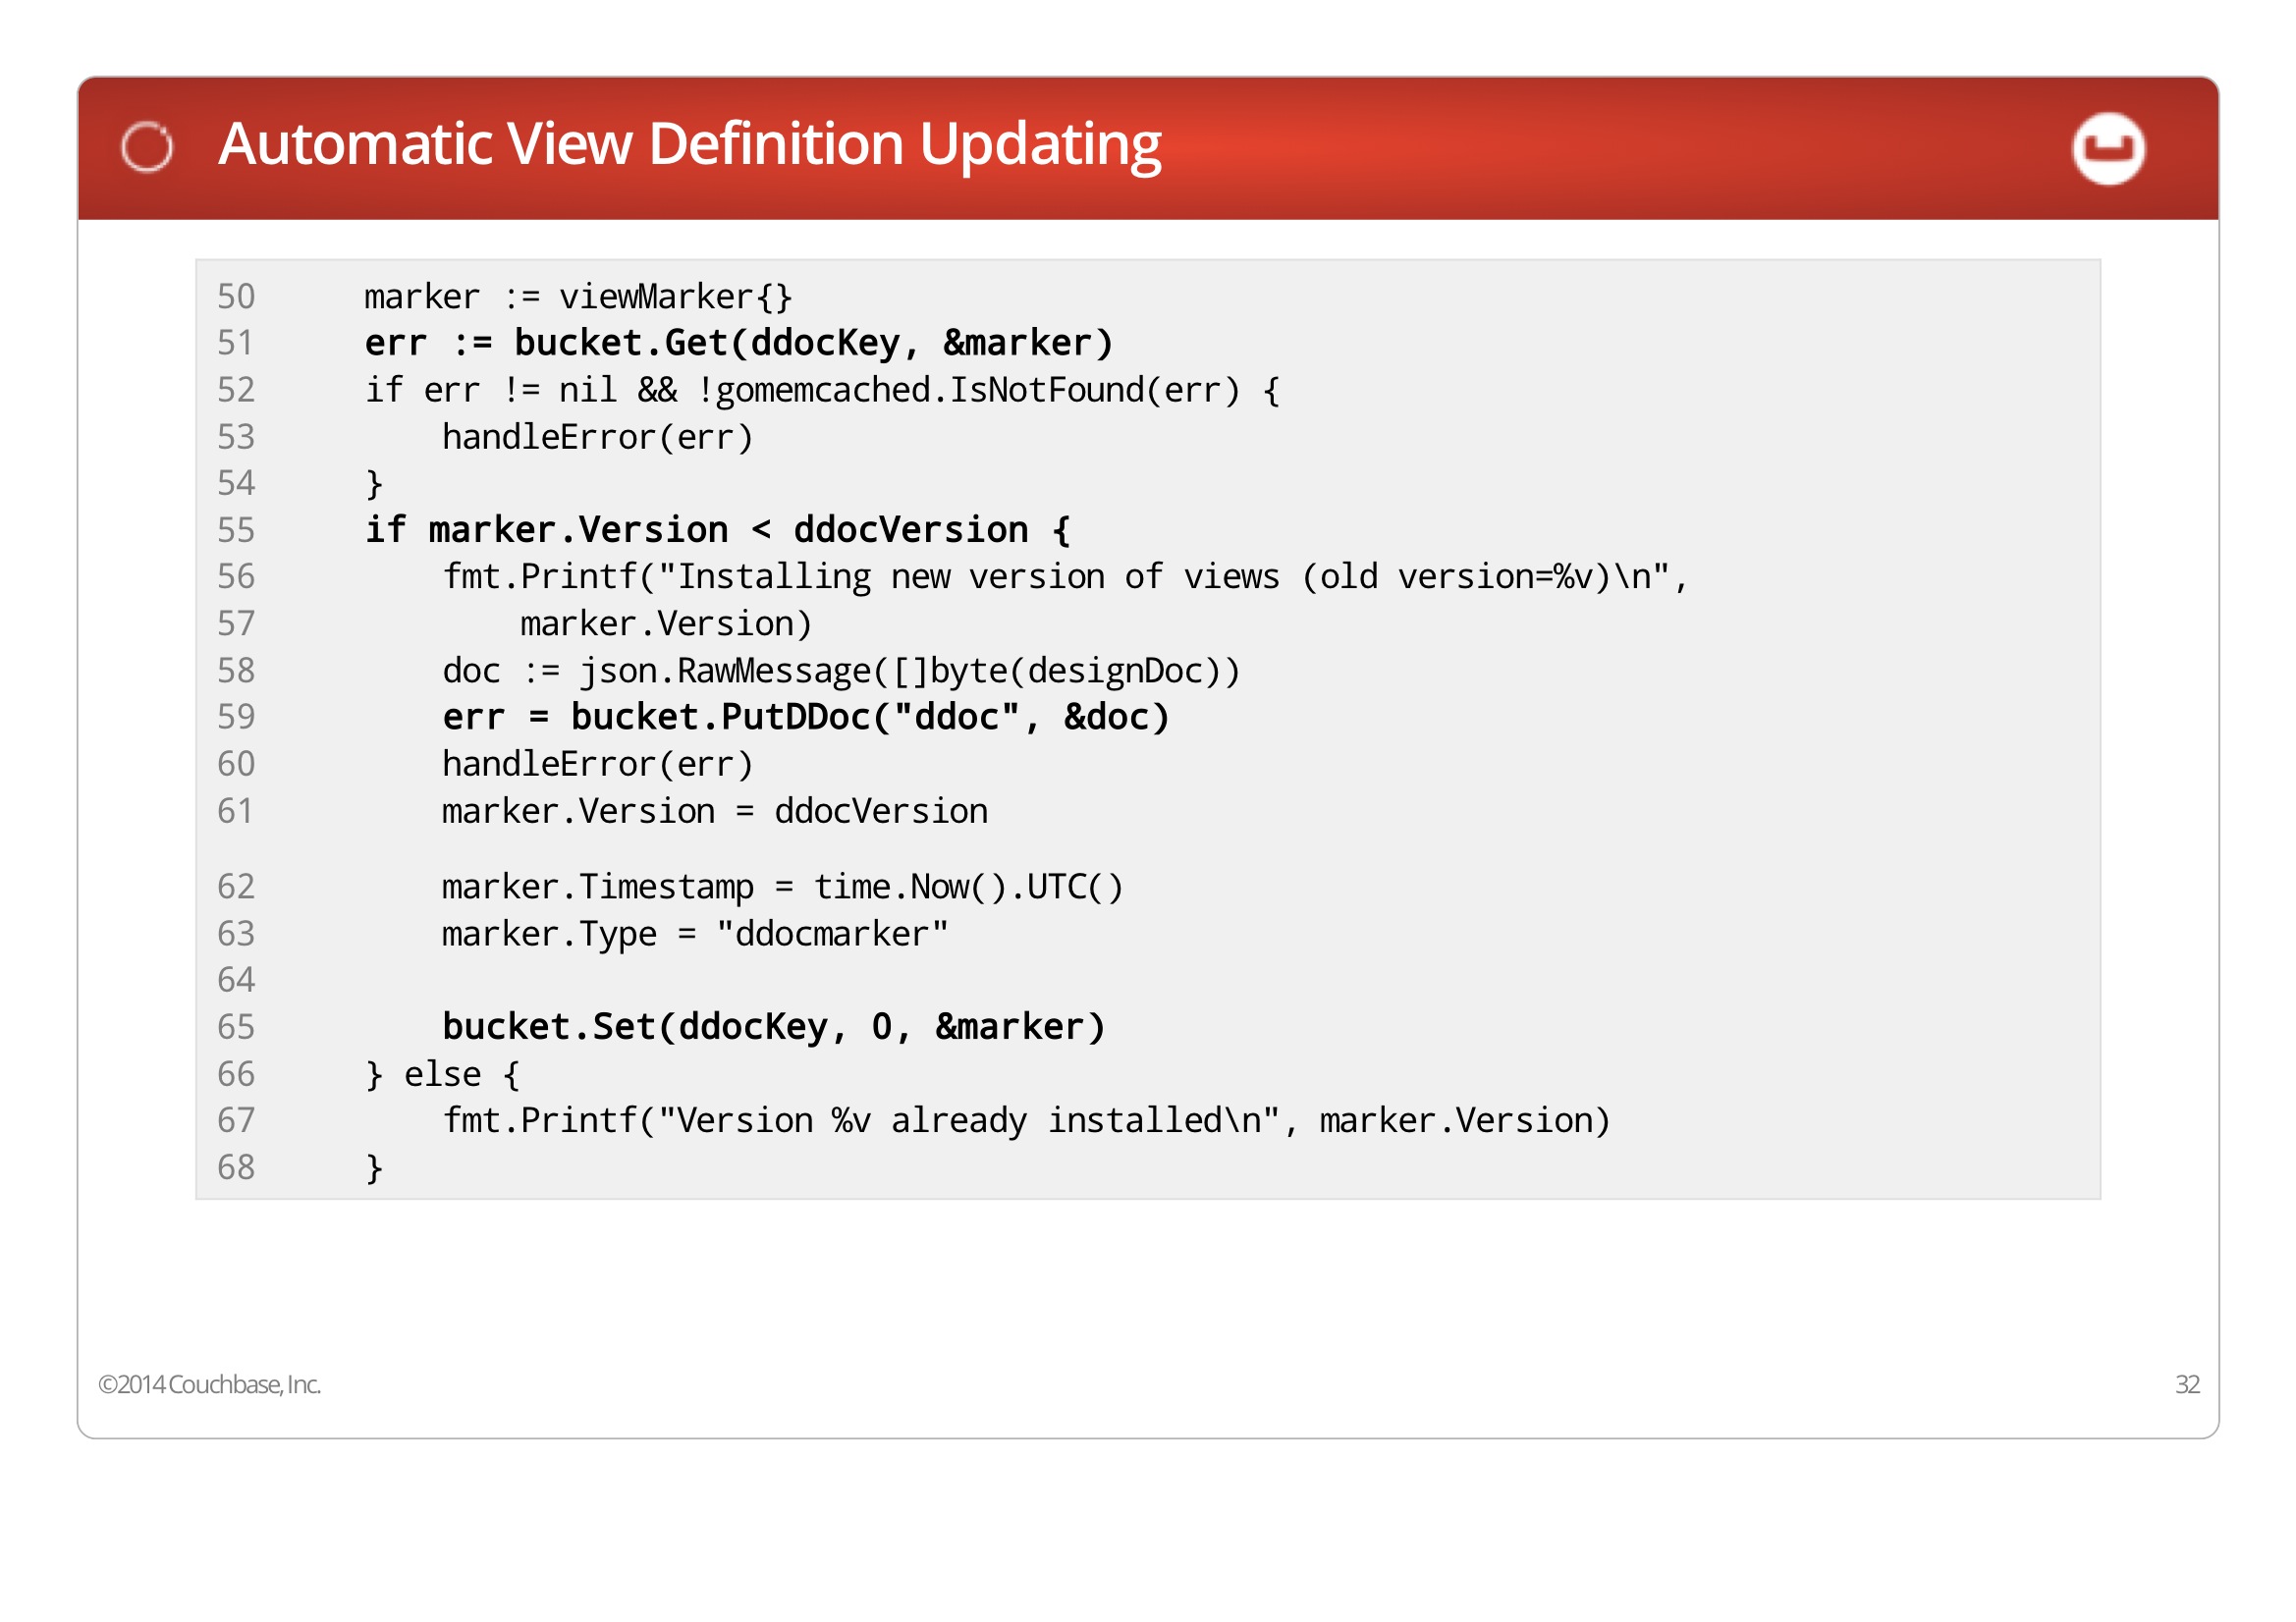 Automatic View Definition Updating
50 marker := viewMarker{}
51 err := bucket.Get(ddocKey, &marker)
52 if err != nil && !gomemcached.IsNotFound(err) {
53 handleError(err)
54 }
55 if marker.Version < ddocVersion {
56 fmt.Printf("Installing new version of views (old version=%v)\n",
57 marker.Version)
58 doc := json.RawMessage([]byte(designDoc))
59 err = bucket.PutDDoc("ddoc", &doc)
60 handleError(err)
61 marker.Version = ddocVersion
62 marker.Timestamp = time.Now().UTC()
63 marker.Type = "ddocmarker"
64
65 bucket.Set(ddocKey, 0, &marker)
66 } else {
67 fmt.Printf("Version %v already installed\n", marker.Version)
68 }
©2014 Couchbase, Inc.
32